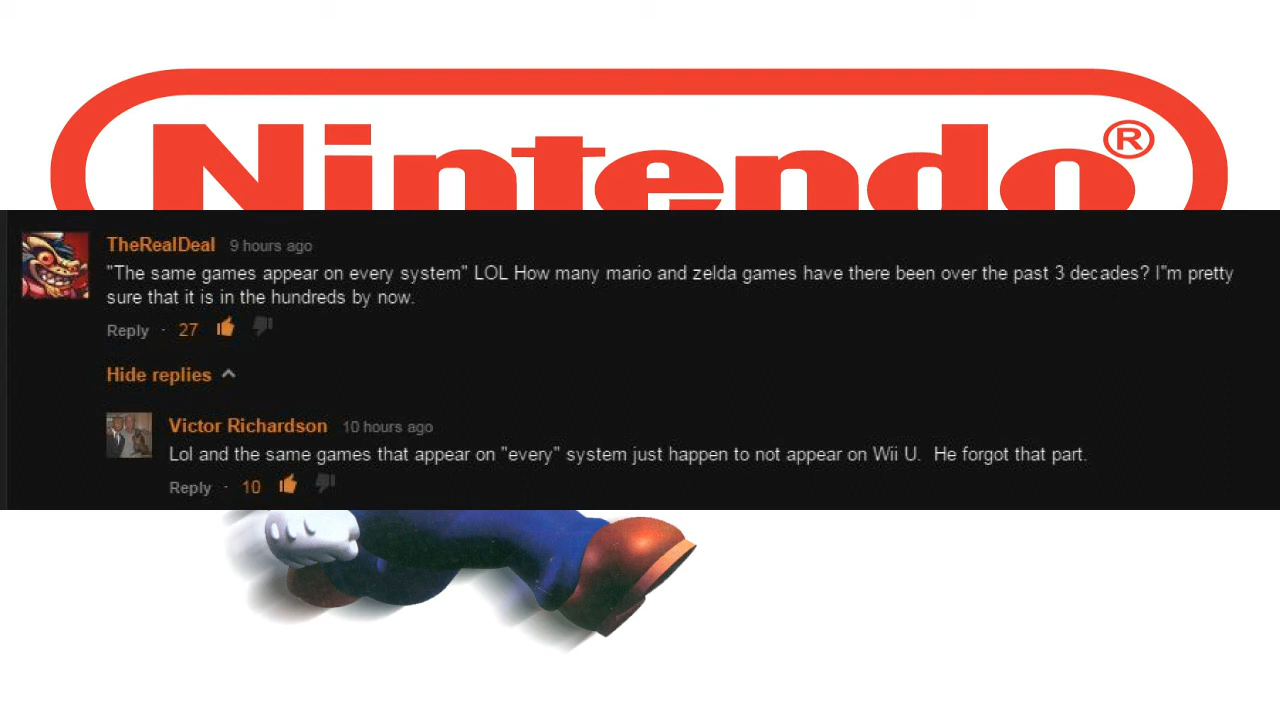 Nintendo®
TheRealDeal 9 hours ago
"The same games appear on every system" LOL How many mario and zelda games have there been over the past 3 decades? I"m pretty
sure that it is in the hundreds by now.
Reply · 27
Hide replies
Victor Richardson 10 hours ago
Lol and the same games that appear on "every" system just happen to not appear on Wii U. He forgot that part.
Reply · 10